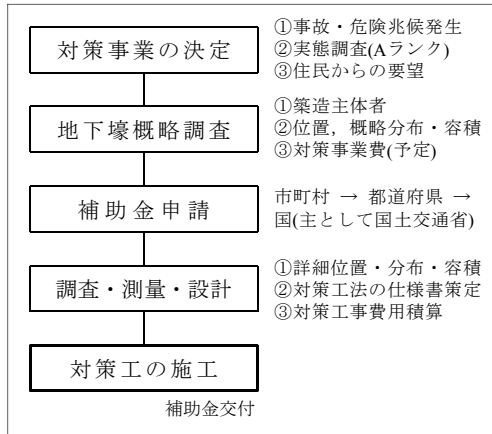 対策事業の決定
①事故・危険兆候発生
②実態調査(Aランク)
③住民からの要望
地下壕概略調査
①築造主体者
②位置，概略分布・容積
③対策事業費(予定)
補助金申請
市町村 → 都道府県 →
国(主として国土交通省)
調査・測量・設計
①詳細位置・分布・容積
②対策工法の仕様書策定
③対策工事費用積算
対策工の施工
補助金交付